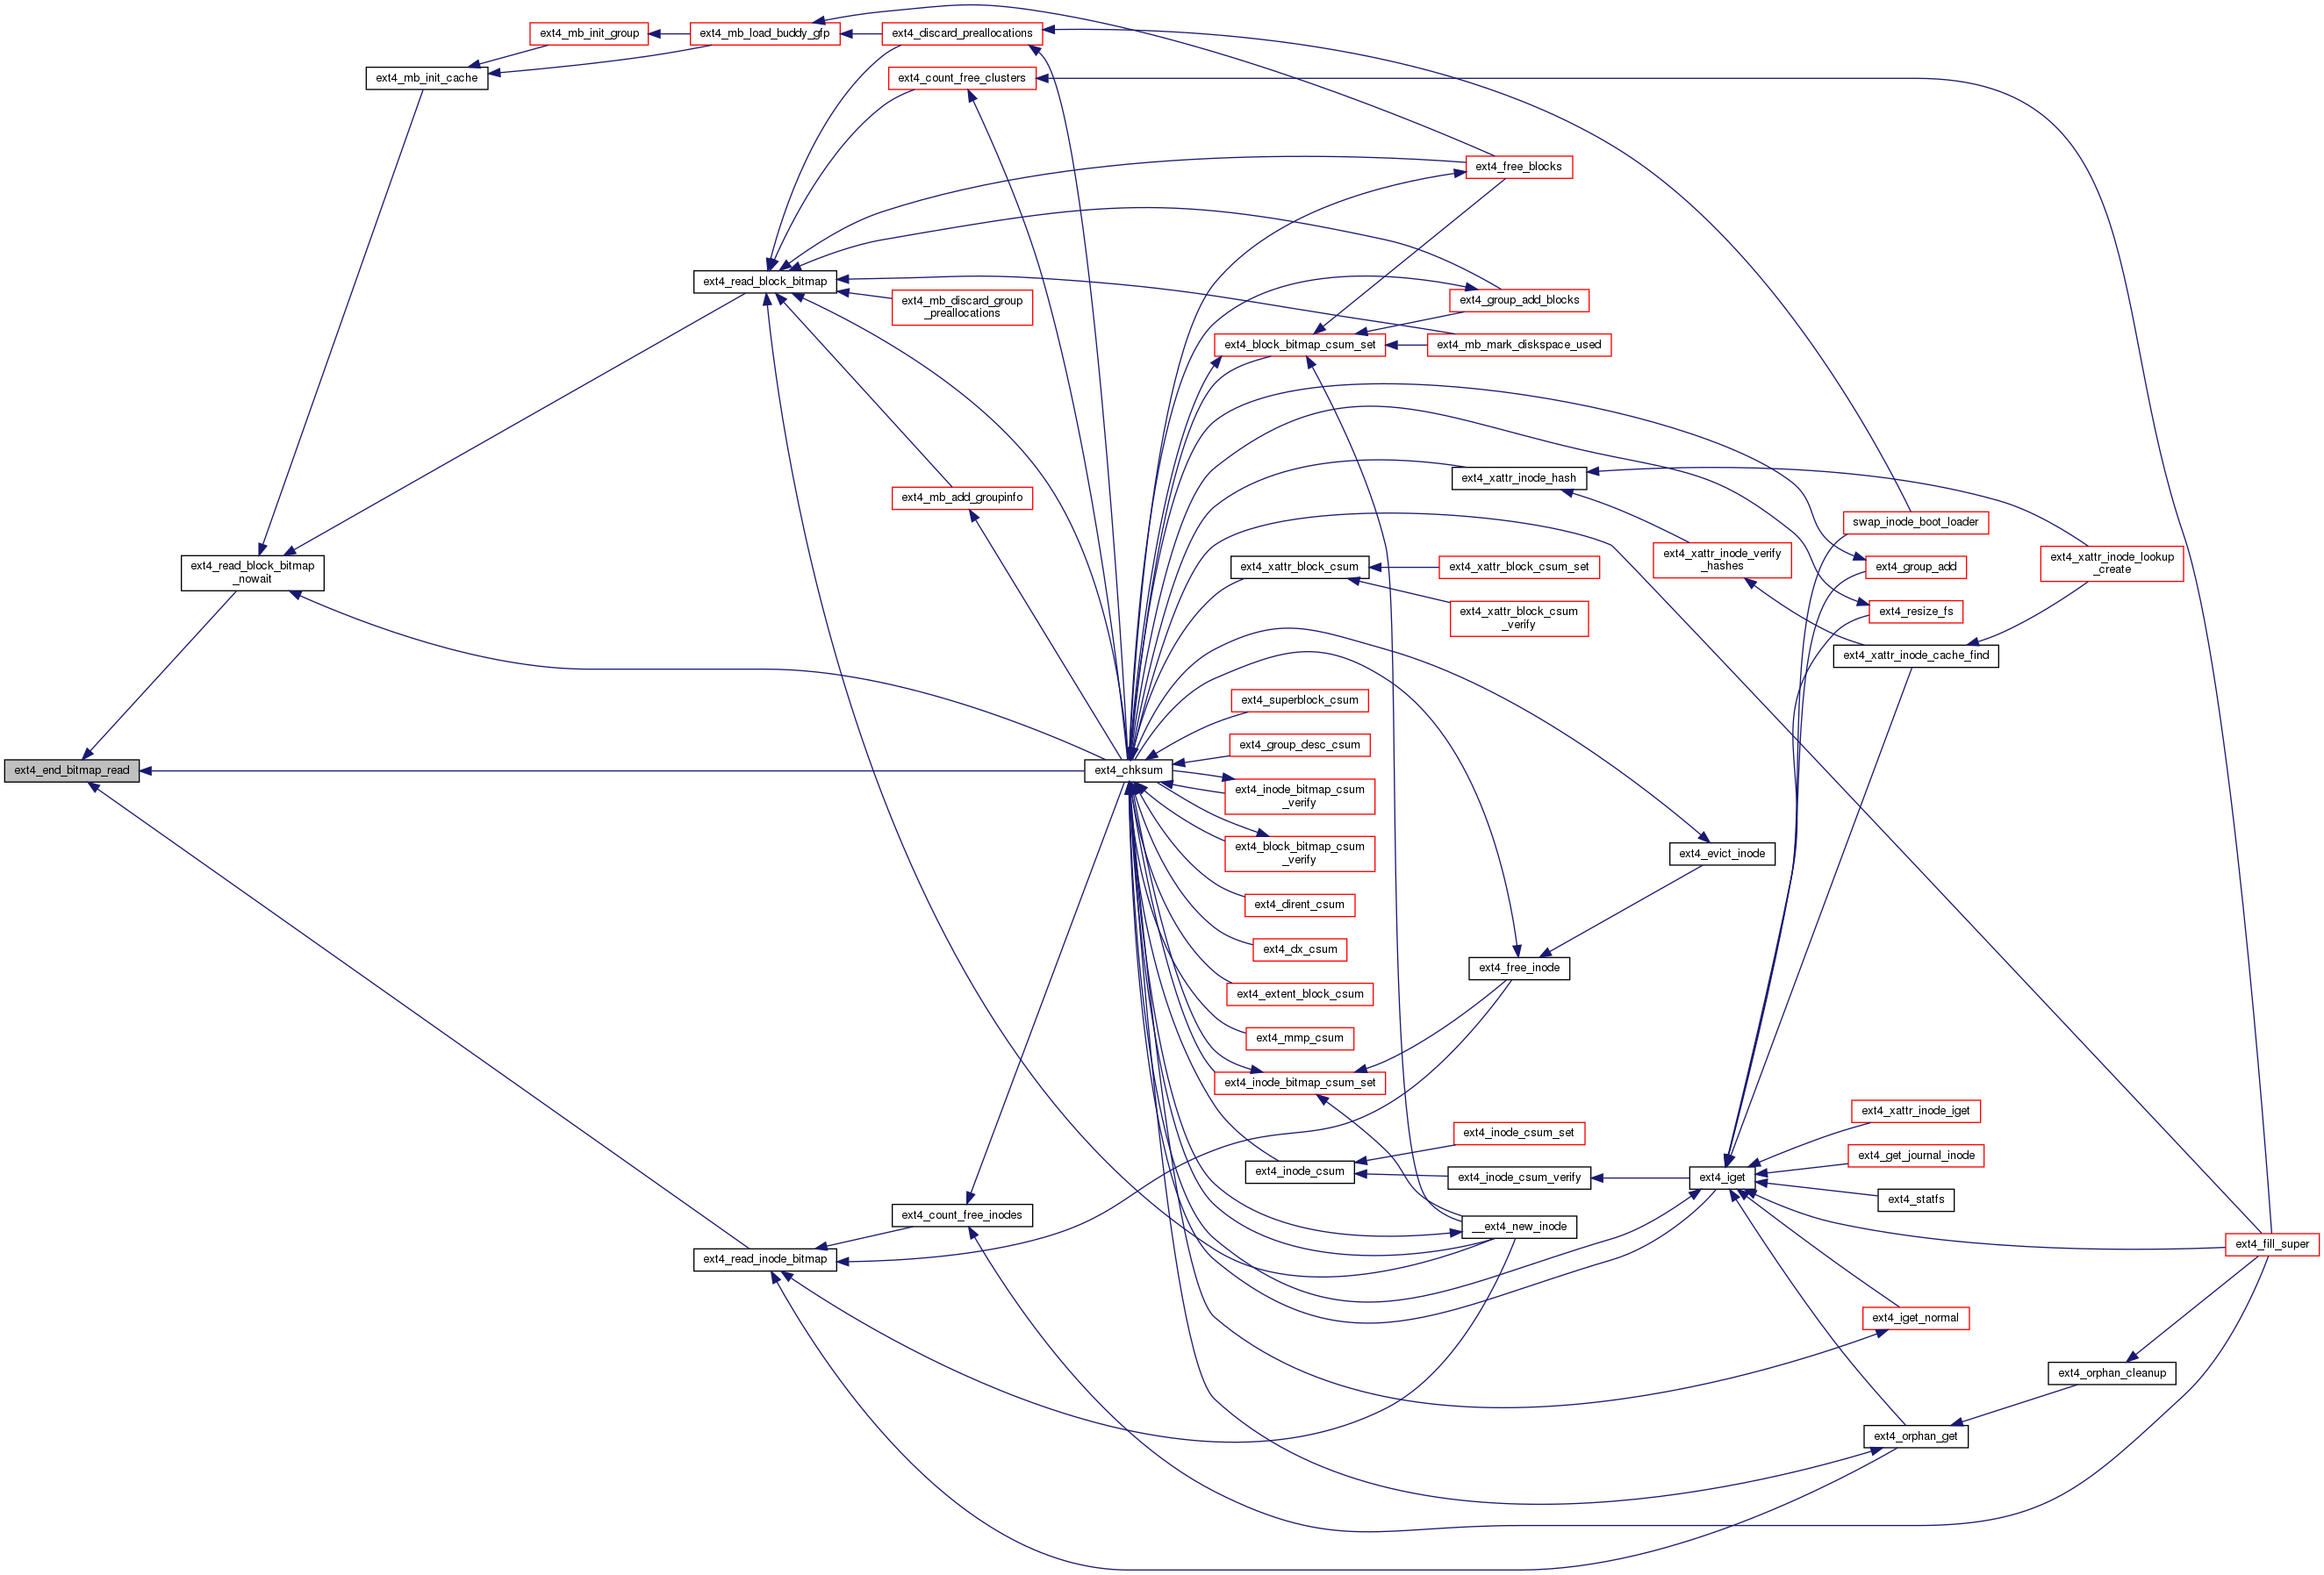 ext4_mb_init_group
ext4_mb_load_buddy_gfp
ext4_discard_preallocations
ext4_mb_init_cache
ext4_count_free_clusters
ext4_free_blocks
ext4_read_block_bitmap
ext4_mb_discard_group
_preallocations
ext4_group_add_blocks
ext4_block_bitmap_csum_set
ext4_mb_mark_diskspace_used
ext4_xattr_inode_hash
ext4_mb_add_groupinfo
swap_inode_boot_loader
ext4_read_block_bitmap
_nowait
ext4_xattr_block_csum
ext4_xattr_block_csum_set
ext4_xattr_inode_verify
_hashes
ext4_group_add
ext4_xattr_inode_lookup
_create
ext4_xattr_block_csum
_verify
ext4_resize_fs
ext4_xattr_inode_cache_find
ext4_superblock_csum
ext4_group_desc_csum
ext4_end_bitmap_read
ext4_chksum
ext4_inode_bitmap_csum
_verify
ext4_block_bitmap_csum
_verify
ext4_evict_inode
ext4_dirent_csum
ext4_dx_csum
ext4_free_inode
ext4_extent_block_csum
ext4_mmp_csum
ext4_inode_bitmap_csum_set
ext4_xattr_inode_iget
ext4_inode_csum_set
ext4_get_journal_inode
ext4_inode_csum
ext4_inode_csum_verify
ext4_iget
ext4_statfs
ext4_count_free_inodes
__ext4_new_inode
ext4_fill_super
ext4_read_inode_bitmap
ext4_iget_normal
ext4_orphan_cleanup
ext4_orphan_get